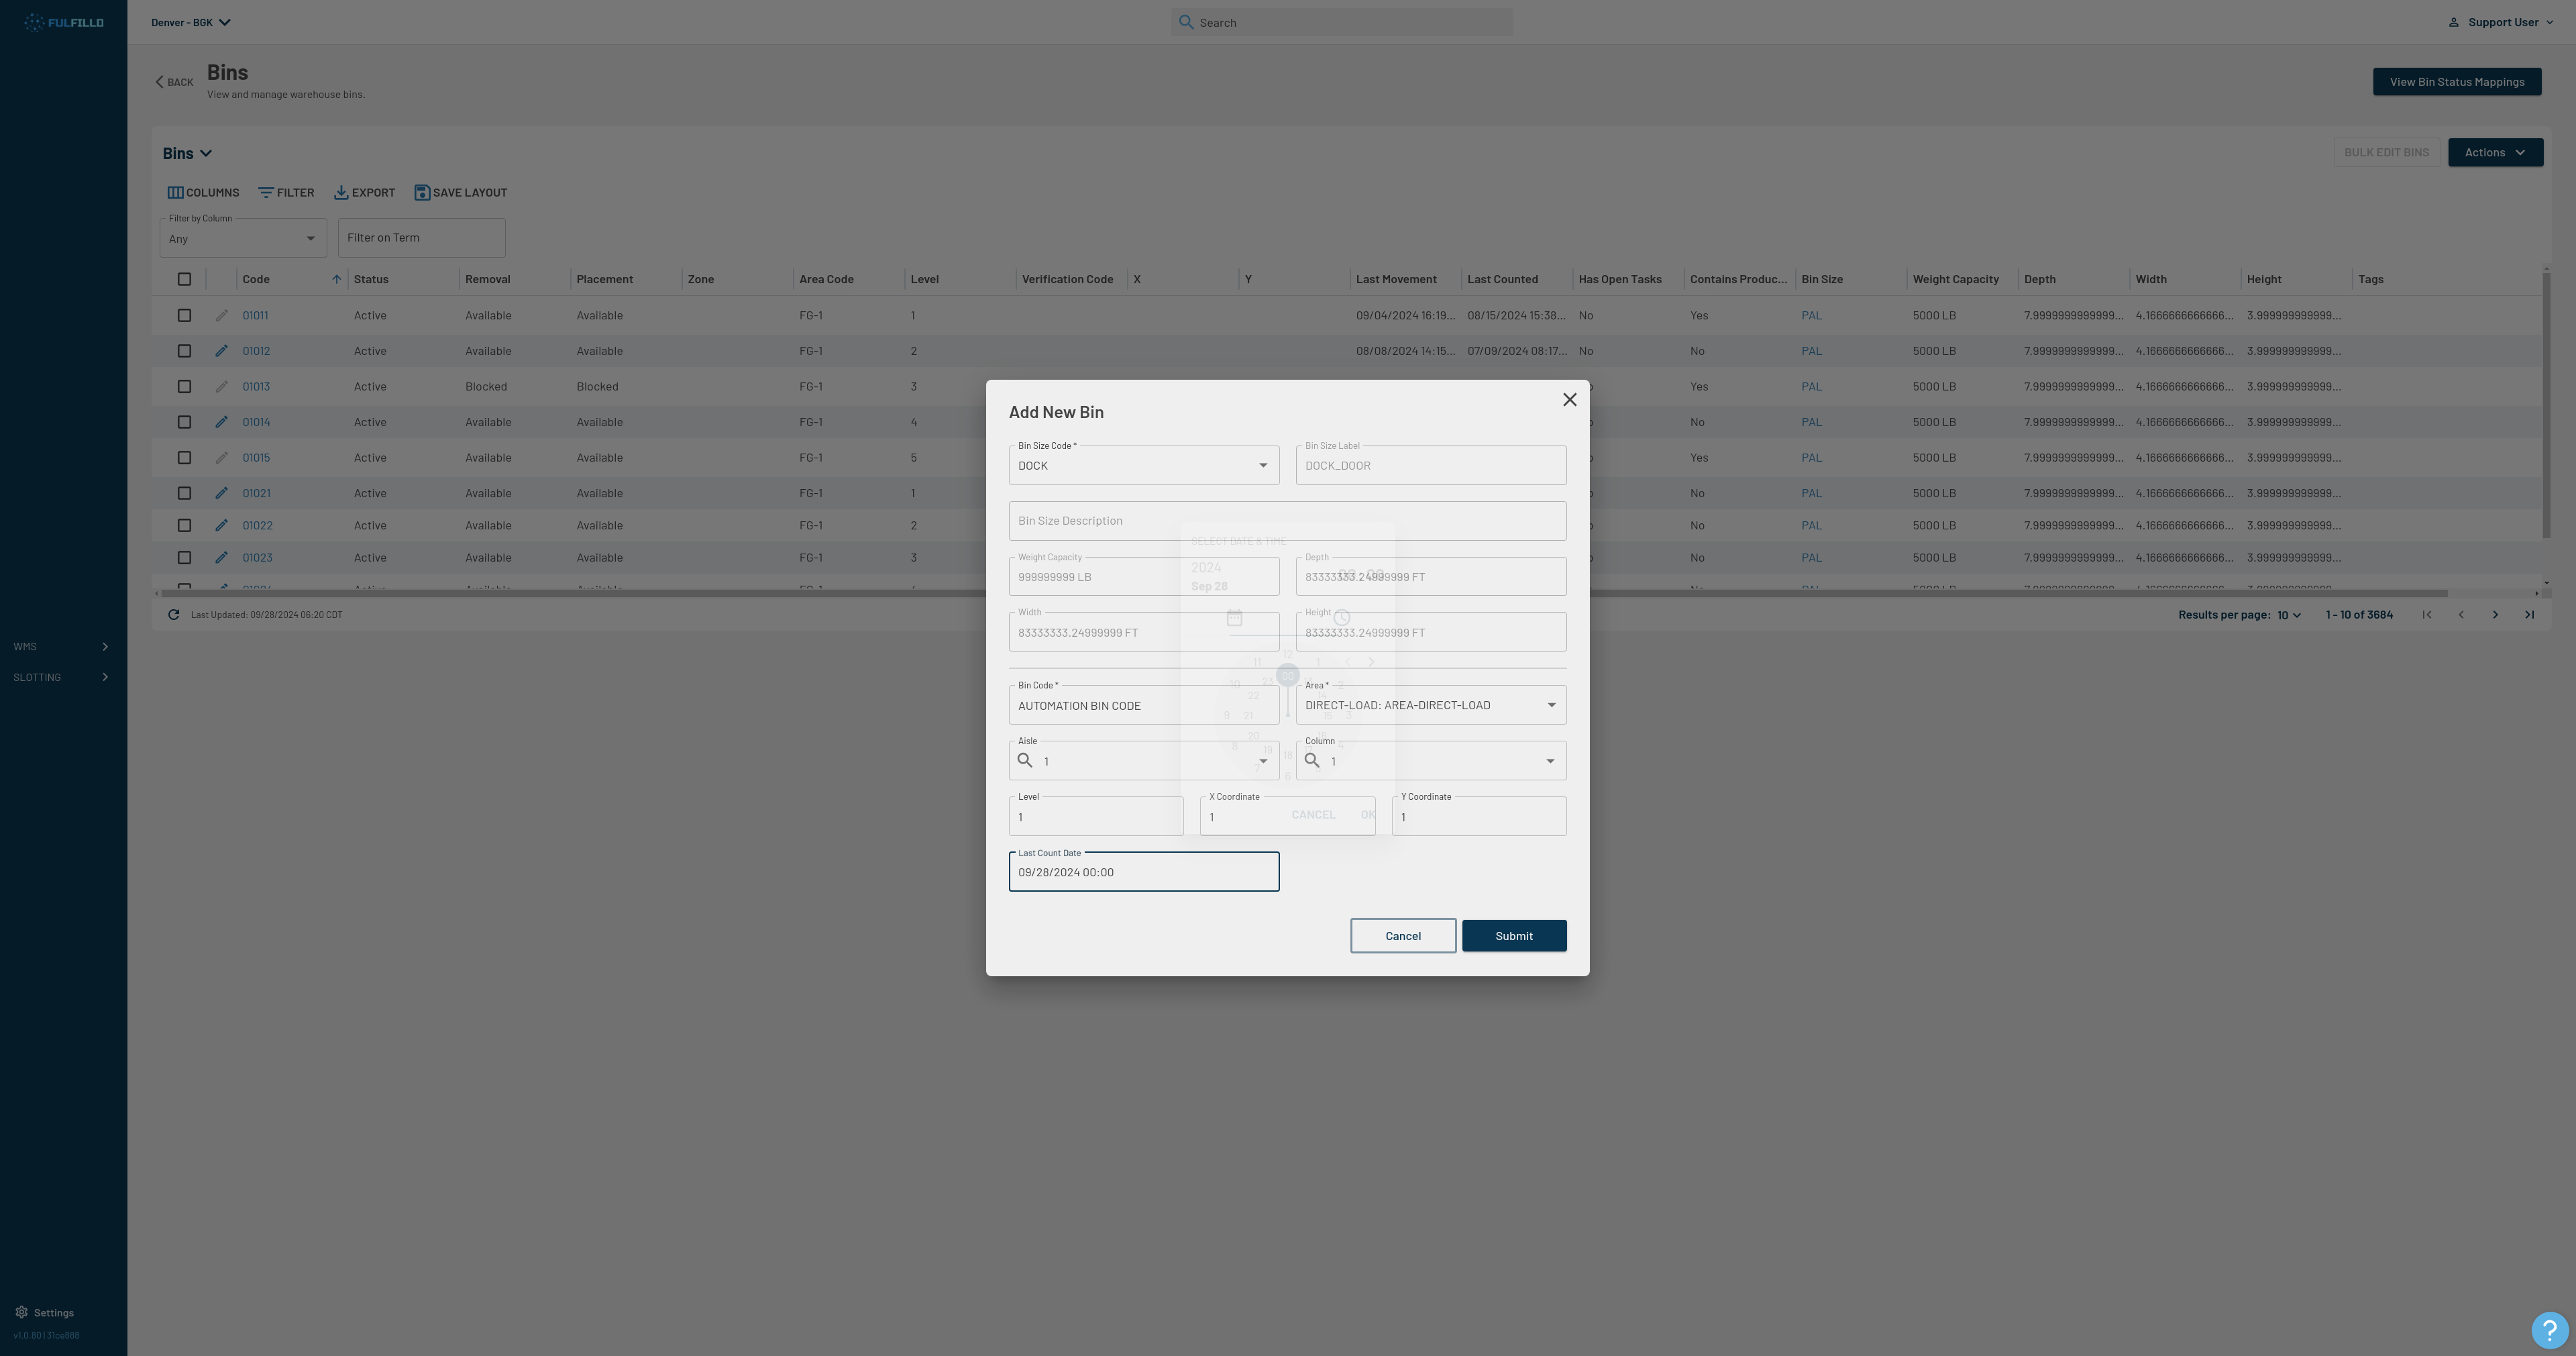 FULFILLD
Denver - BGK
Search
Support User
BACK
Bins
View and manage warehouse bins.
View Bin Status Mappings
Bins
BULK EDIT BINS
Actions
COLUMNS FILTER EXPORT SAVE LAYOUT
Filter by Column
Any
Filter on Term
Code Status Removal Placement Zone Area Code Level Verification Code X Y Last Movement Last Counted Has Open Tasks Contains Produc... Bin Size Weight Capacity Depth Width Height Tags
01011 Active Available Available FG-1 1 09/04/2024 16:19... 08/15/2024 15:38... No Yes PAL 5000 LB 7.9999999999999... 4.1666666666666... 3.999999999999...
01012 Active Available Available FG-1 2 08/08/2024 14:15... 07/09/2024 08:17... No No PAL 5000 LB 7.9999999999999... 4.1666666666666... 3.999999999999...
01013 Active Blocked Blocked FG-1 3 Yes PAL 5000 LB 7.9999999999999... 4.1666666666666... 3.999999999999...
01014 Active Available Available FG-1 4 No PAL 5000 LB 7.9999999999999... 4.1666666666666... 3.999999999999...
01015 Active Available Available FG-1 5 Yes PAL 5000 LB 7.9999999999999... 4.1666666666666... 3.999999999999...
01021 Active Available Available FG-1 1 No PAL 5000 LB 7.9999999999999... 4.1666666666666... 3.999999999999...
01022 Active Available Available FG-1 2 No PAL 5000 LB 7.9999999999999... 4.1666666666666... 3.999999999999...
01023 Active Available Available FG-1 3 No PAL 5000 LB 7.9999999999999... 4.1666666666666... 3.999999999999...
Last Updated: 09/28/2024 06:20 CDT
Results per page: 10 1 - 10 of 3684
WMS
SLOTTING
Settings
v1.0.80 | 31ce888
Add New Bin
Bin Size Code *
DOCK
Bin Size Label
DOCK_DOOR
Bin Size Description
Weight Capacity
999999999 LB
Depth
83333333.24999999 FT
Width
83333333.24999999 FT
Height
83333333.24999999 FT
Bin Code *
AUTOMATION BIN CODE
Area *
DIRECT-LOAD: AREA-DIRECT-LOAD
Aisle
1
Column
1
Level
1
X Coordinate
1
Y Coordinate
1
Last Count Date
09/28/2024 00:00
Cancel
Submit
SELECT DATE & TIME
2024
Sep 28
00
CANCEL
OK